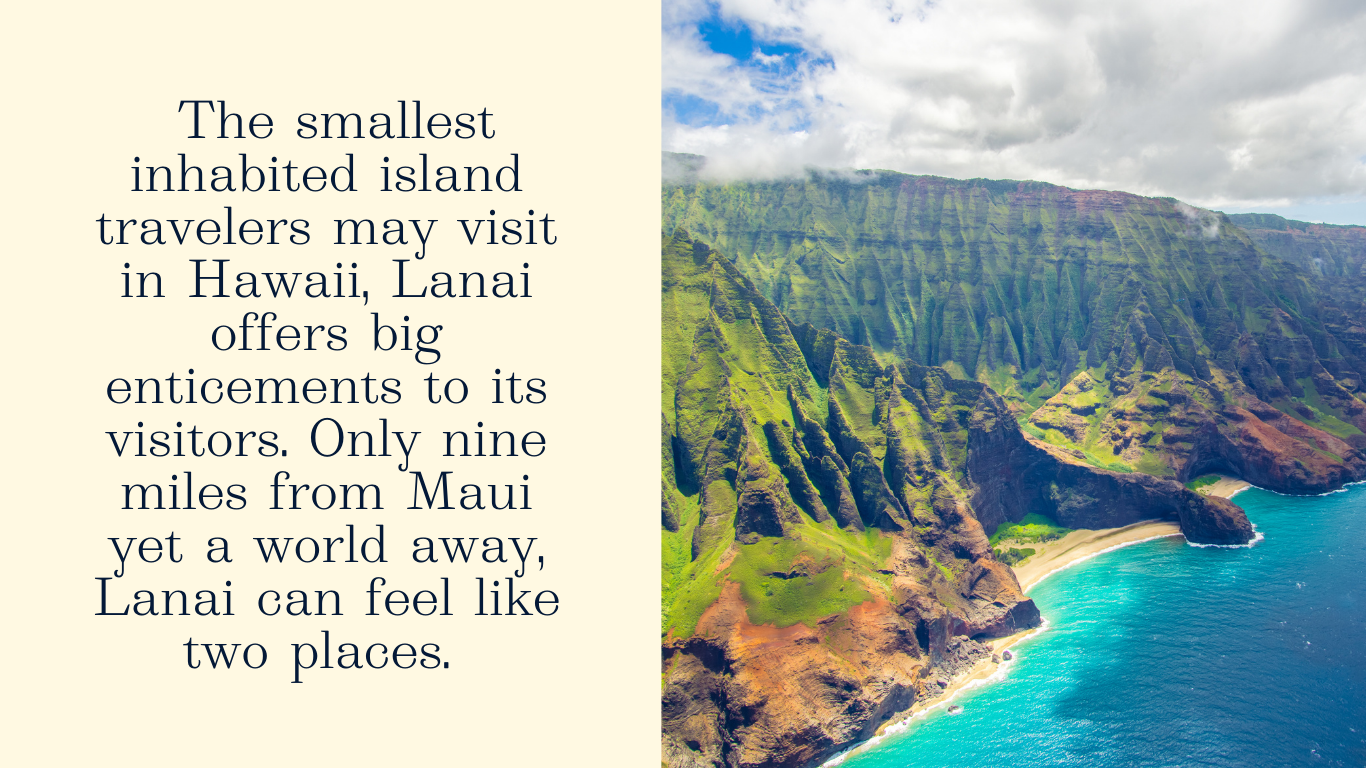 The smallest
inhabited island
travelers may visit
in Hawaii, Lanai
offers big
enticements to its
visitors. Only nine
miles from Maui
yet a world away,
Lanai can feel like
two places.